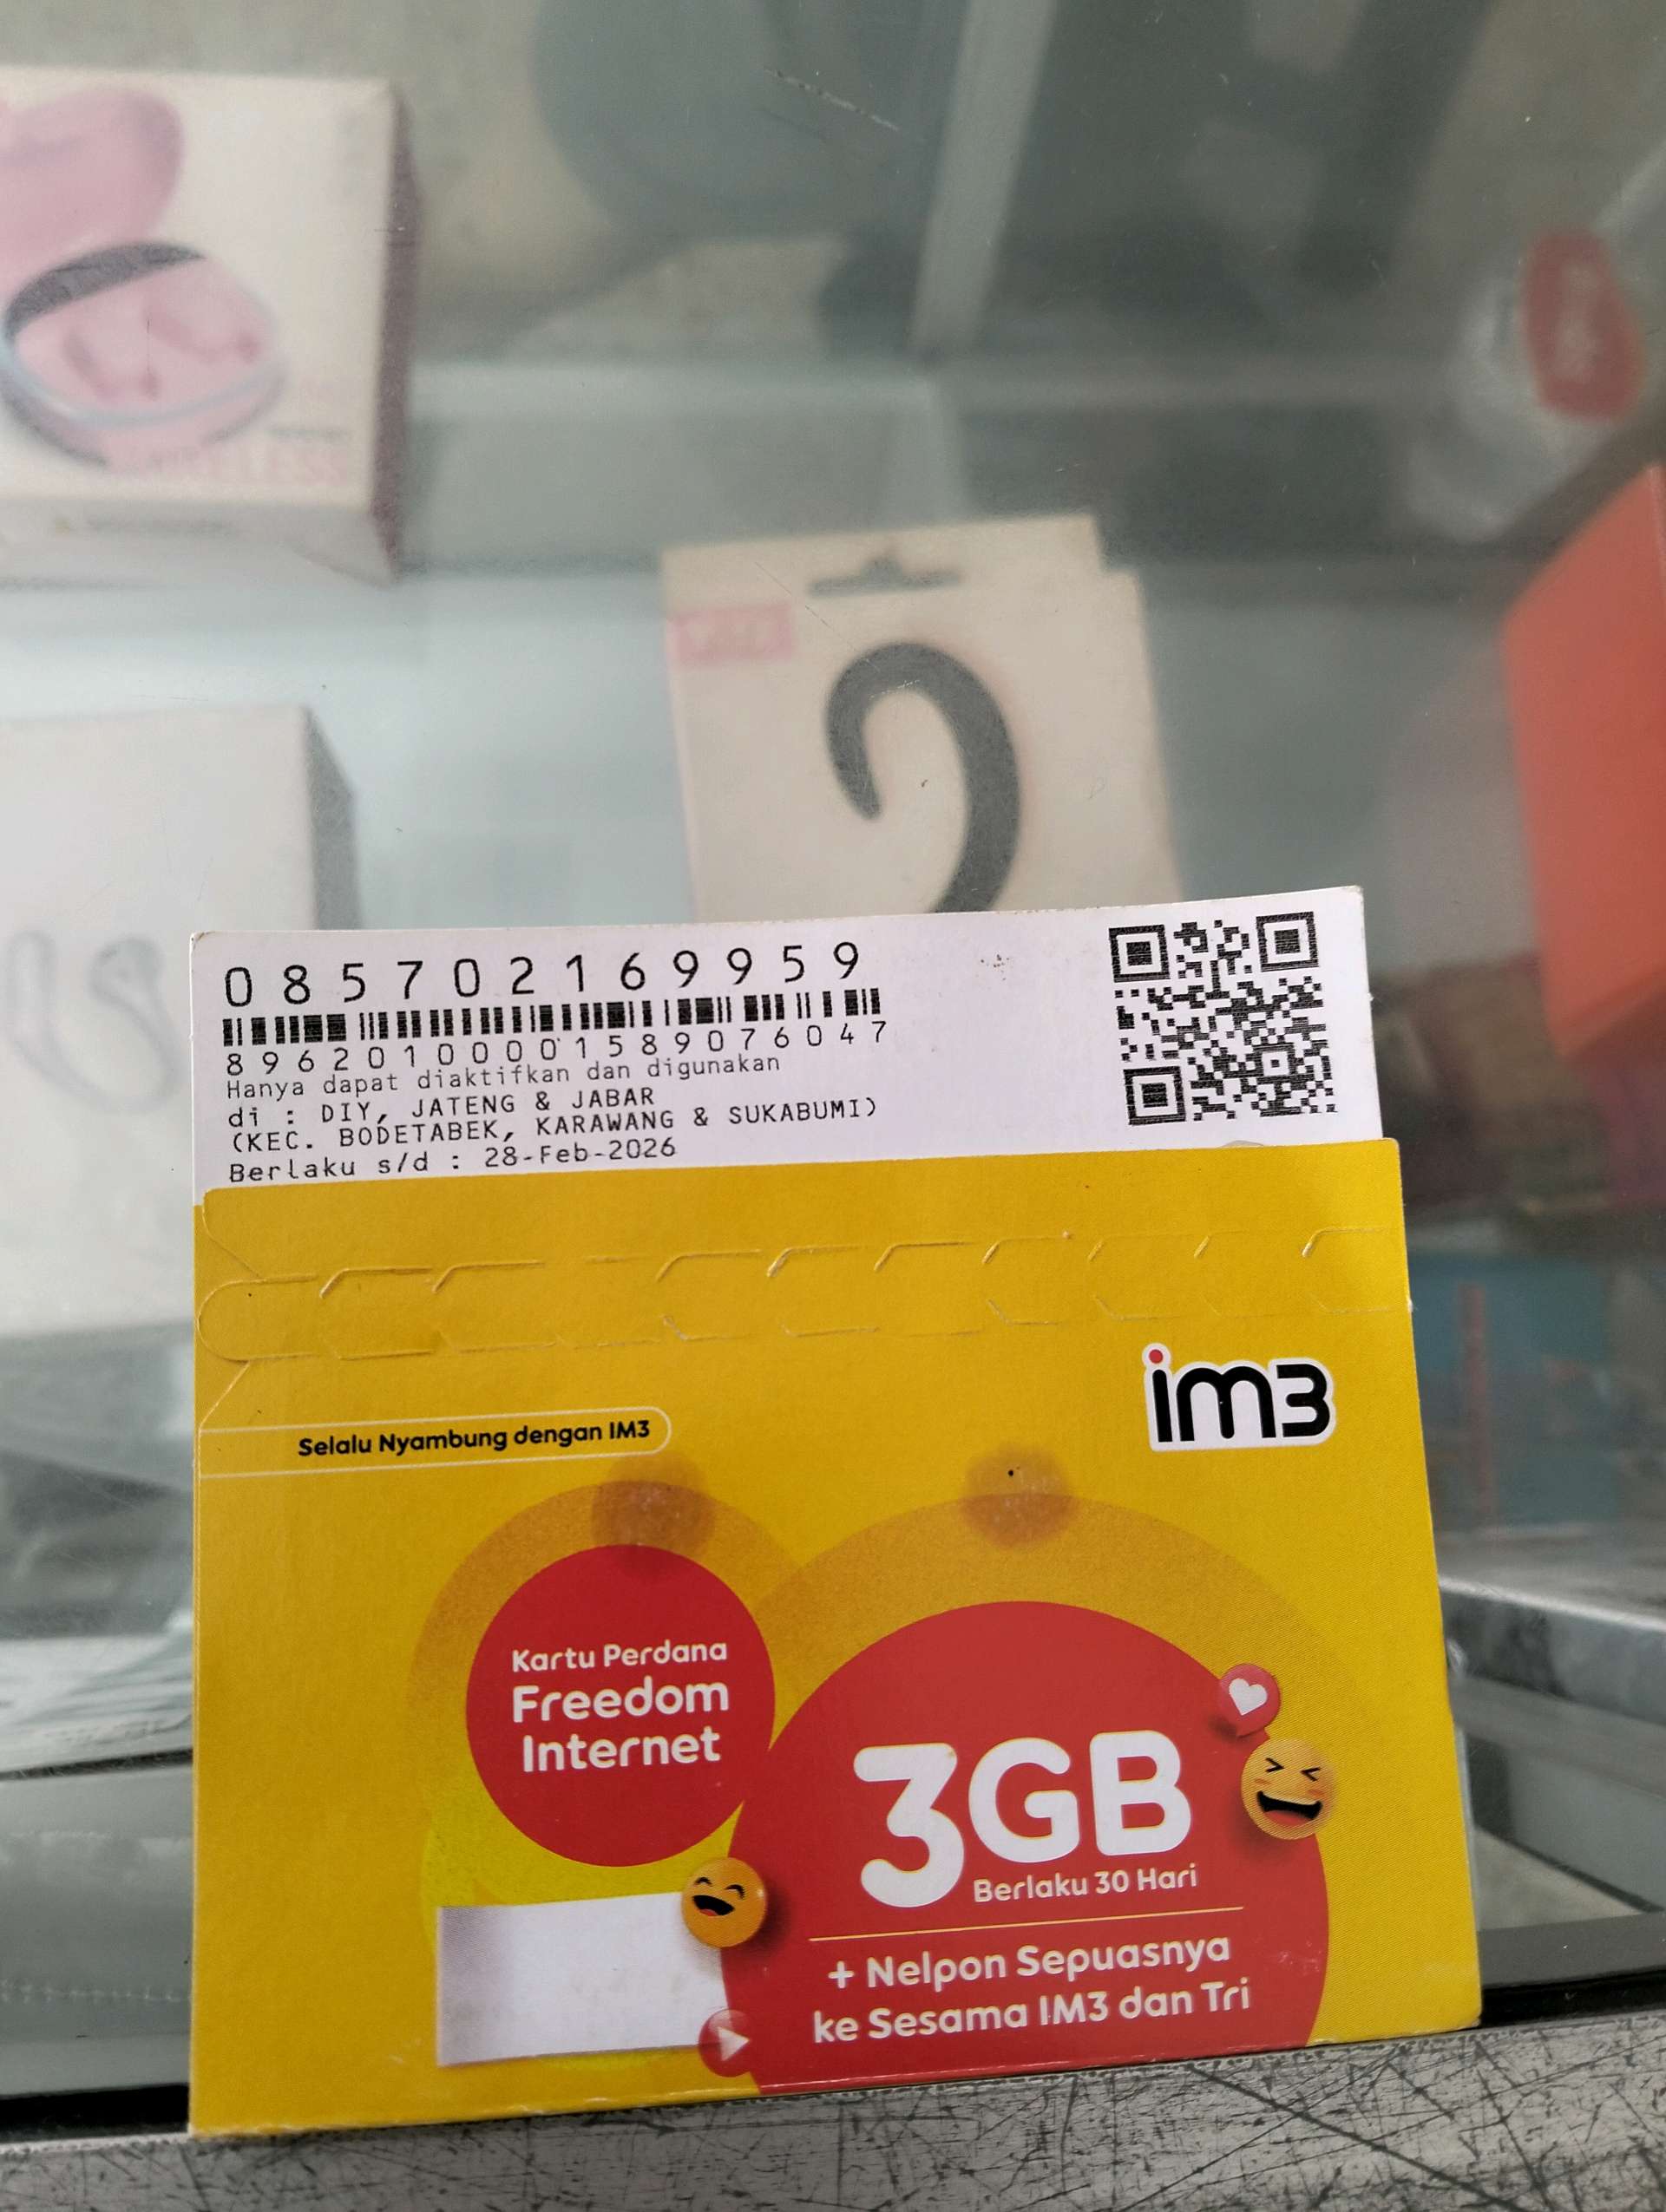 WIRELESS
085702169959
89620100001589076047
Hanya dapat diaktifkan dan digunakan
di : DIY, JATENG & JABAR
(KEC. BODETABEK, KARAWANG & SUKABUMI)
Berlaku s/d : 28-Feb-2026
im3
Selalu Nyambung dengan IM3
Kartu Perdana
Freedom
Internet
3GB
Berlaku 30 Hari
+ Nelpon Sepuasnya
ke Sesama IM3 dan Tri